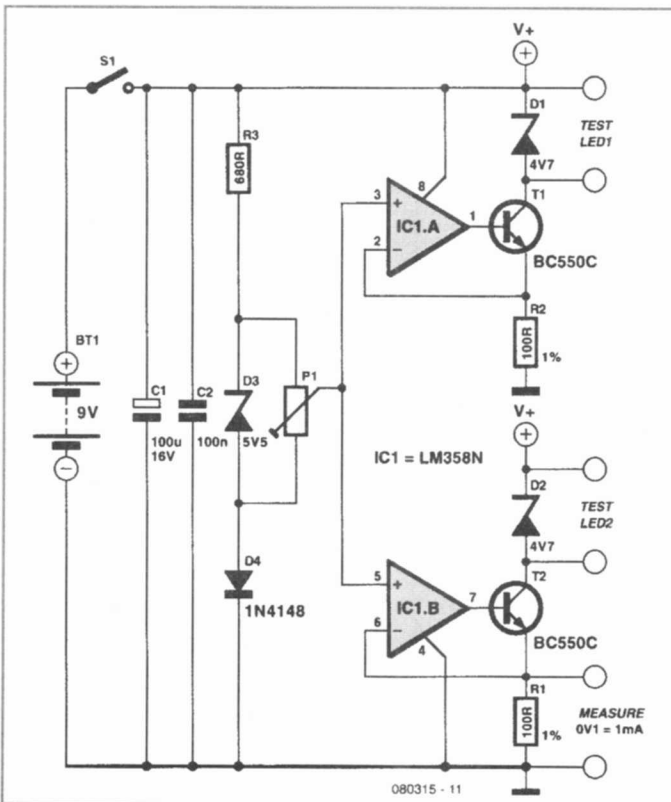 V+
S1
D1
TEST
LED1
R3
680R
4V7
T1
3
8
+
IC1.A
1
2
−
BC550C
R2
100R
1%
BT1
D3
P1
C1
C2
V+
9V
100u
16V
100n
5V5
IC1 = LM358N
D2
TEST
LED2
4V7
D4
T2
5
+
1N4148
IC1.B
7
6
−
4
BC550C
R1
100R
MEASURE
0V1 = 1mA
1%
080315 - 11